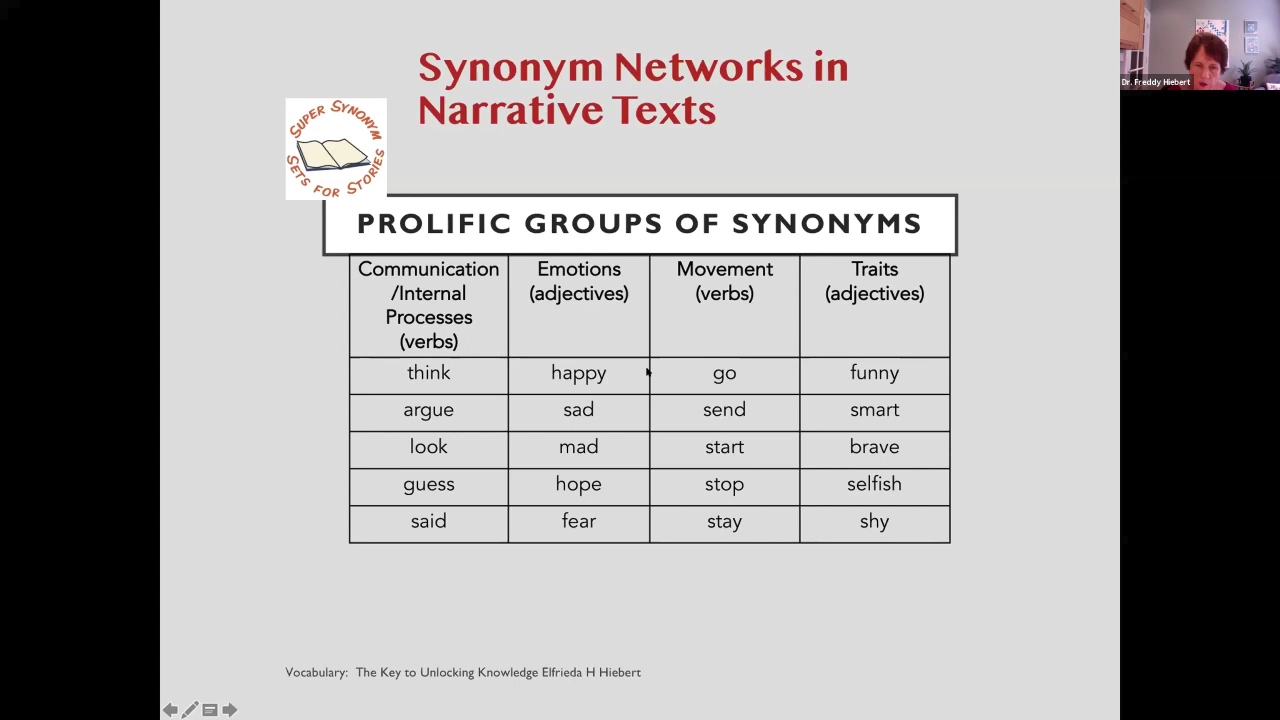 Synonym Networks in
Narrative Texts
SUPER SYNONYM
SETS FOR STORIES
PROLIFIC GROUPS OF SYNONYMS
Communication
/Internal
Processes
(verbs)
Emotions
(adjectives)
Movement
(verbs)
Traits
(adjectives)
think happy go funny
argue sad send smart
look mad start brave
guess hope stop selfish
said fear stay shy
Vocabulary: The Key to Unlocking Knowledge Elfrieda H Hiebert
Dr. Freddy Hiebert